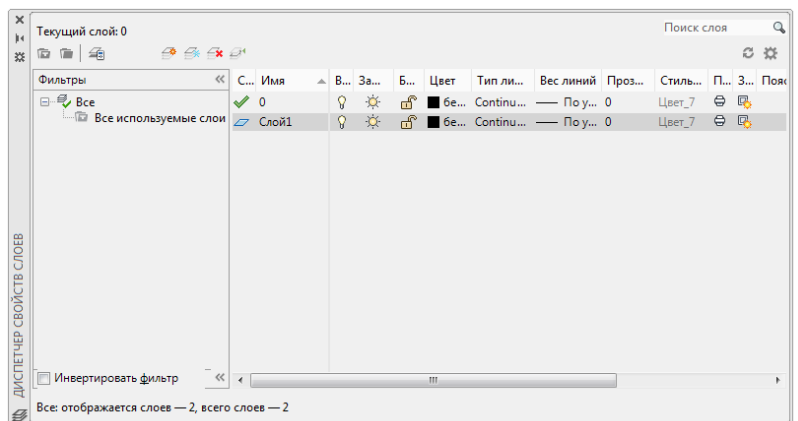 Текущий слой: 0
Поиск слоя
Фильтры
С... Имя В... За... Б... Цвет Тип ли... Вес линий Проз... Стиль... П... З... Пояс
Все
0 бе... Continu... По у... 0 Цвет_7
Все используемые слои
Слой1 бе... Continu... По у... 0 Цвет_7
Инвертировать фильтр
Все: отображается слоев — 2, всего слоев — 2
ДИСПЕТЧЕР СВОЙСТВ СЛОЕВ